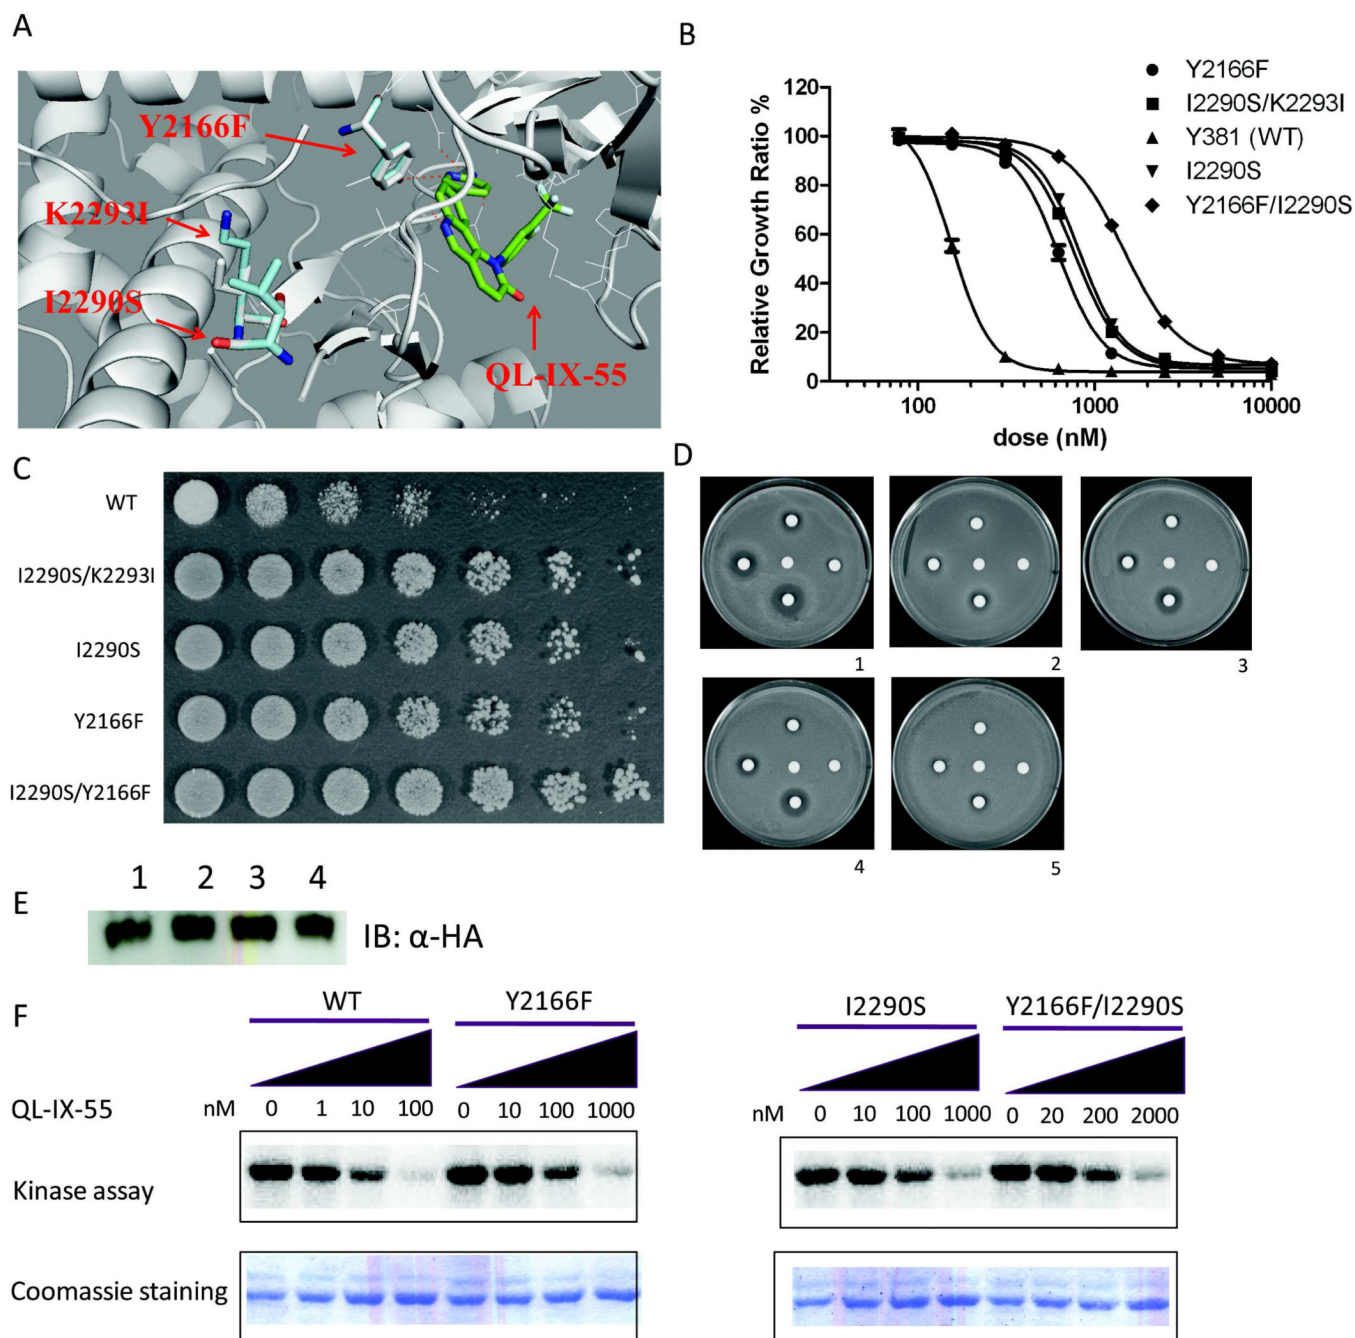 A
Y2166F
K2293I
I2290S
QL-IX-55
B
Relative Growth Ratio %
120
100
80
60
40
20
0
100
1000
10000
dose (nM)
Y2166F
I2290S/K2293I
Y381 (WT)
I2290S
Y2166F/I2290S
C
WT
I2290S/K2293I
I2290S
Y2166F
I2290S/Y2166F
D
1
2
3
4
5
E
1 2 3 4
IB: α-HA
F
WT Y2166F I2290S Y2166F/I2290S
QL-IX-55 nM 0 1 10 100 0 10 100 1000 nM 0 10 100 1000 0 20 200 2000
Kinase assay
Coomassie staining